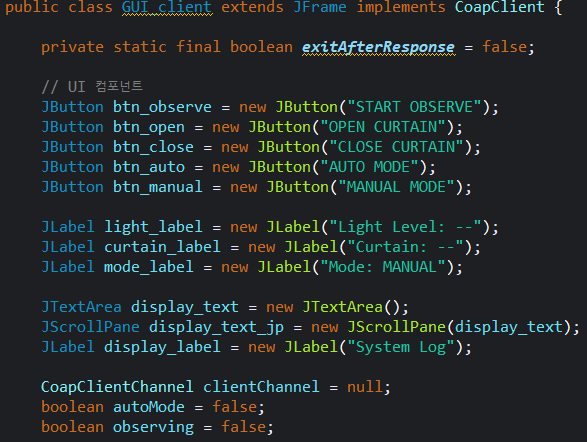 public class GUI_client extends JFrame implements CoapClient {
private static final boolean exitAfterResponse = false;
// UI 컴포넌트
JButton btn_observe = new JButton("START OBSERVE");
JButton btn_open = new JButton("OPEN CURTAIN");
JButton btn_close = new JButton("CLOSE CURTAIN");
JButton btn_auto = new JButton("AUTO MODE");
JButton btn_manual = new JButton("MANUAL MODE");
JLabel light_label = new JLabel("Light Level: --");
JLabel curtain_label = new JLabel("Curtain: --");
JLabel mode_label = new JLabel("Mode: MANUAL");
JTextArea display_text = new JTextArea();
JScrollPane display_text_jp = new JScrollPane(display_text);
JLabel display_label = new JLabel("System Log");
CoapClientChannel clientChannel = null;
boolean autoMode = false;
boolean observing = false;